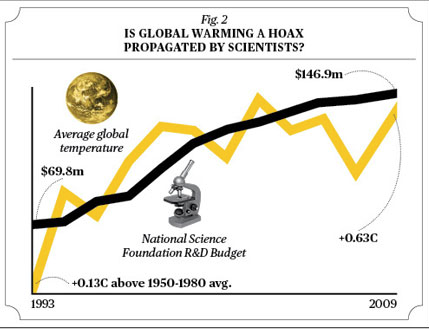 Fig. 2
IS GLOBAL WARMING A HOAX
PROPAGATED BY SCIENTISTS?
$146.9m
Average global
temperature
$69.8m
National Science
Foundation R&D Budget
+0.63C
+0.13C above 1950-1980 avg.
1993
2009